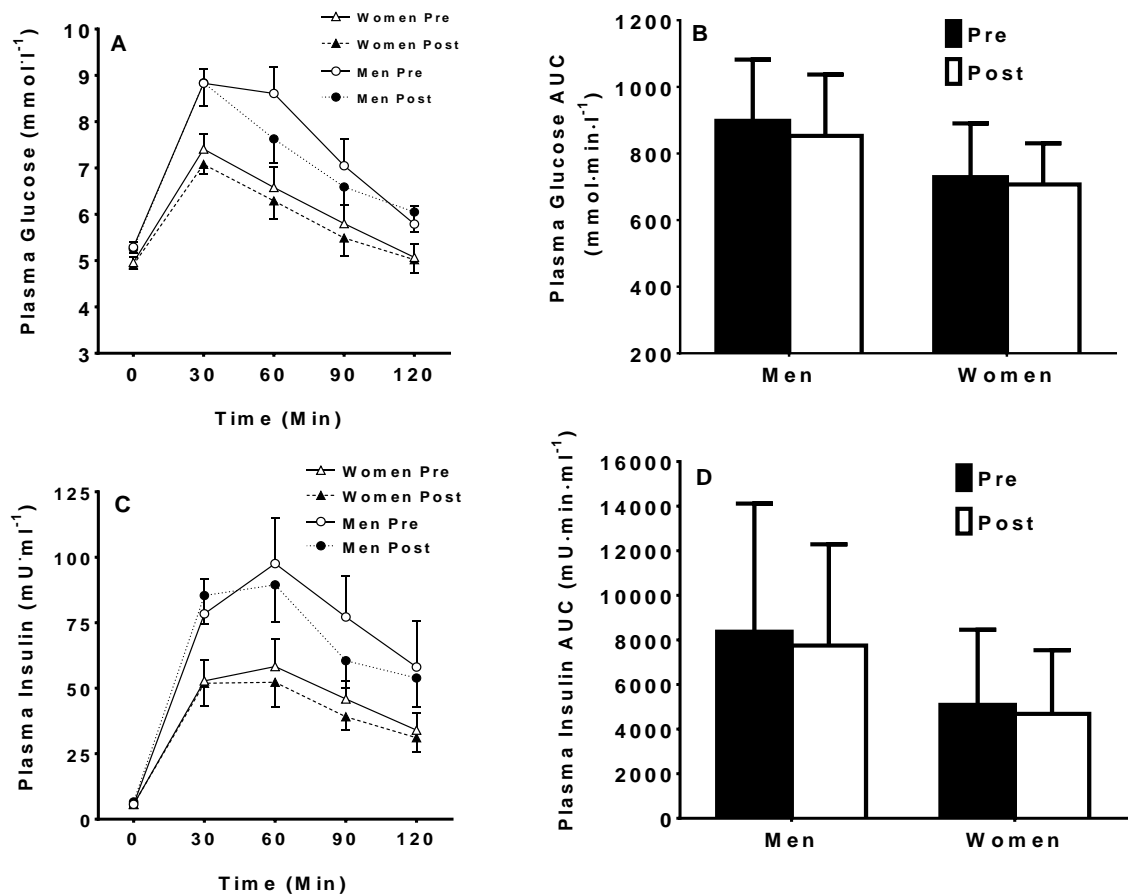 A
Women Pre
Women Post
Men Pre
Men Post
10
9
8
7
6
5
4
3
Plasma Glucose (mmol·l-1)
0 30 60 90 120
Time (Min)
B
Pre
Post
1200
1000
800
600
400
200
Plasma Glucose AUC
(mmol·min·l-1)
Men Women
C
Women Pre
Women Post
Men Pre
Men Post
125
100
75
50
25
0
Plasma Insulin (mU·ml-1)
0 30 60 90 120
Time (Min)
D
Pre
Post
16000
14000
12000
10000
8000
6000
4000
2000
0
Plasma Insulin AUC (mU·min·ml-1)
Men Women